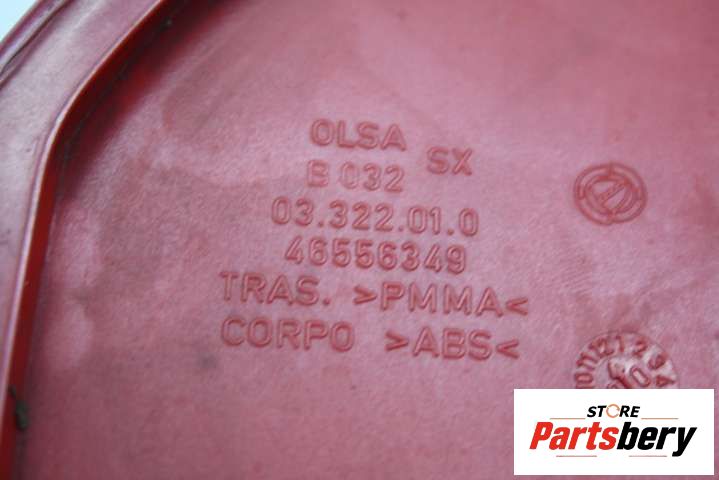 OLSA SX
B 032
03.322.01.0
46556349
TRAS. >PMMA<
CORPO >ABS<
STORE
Partsbery